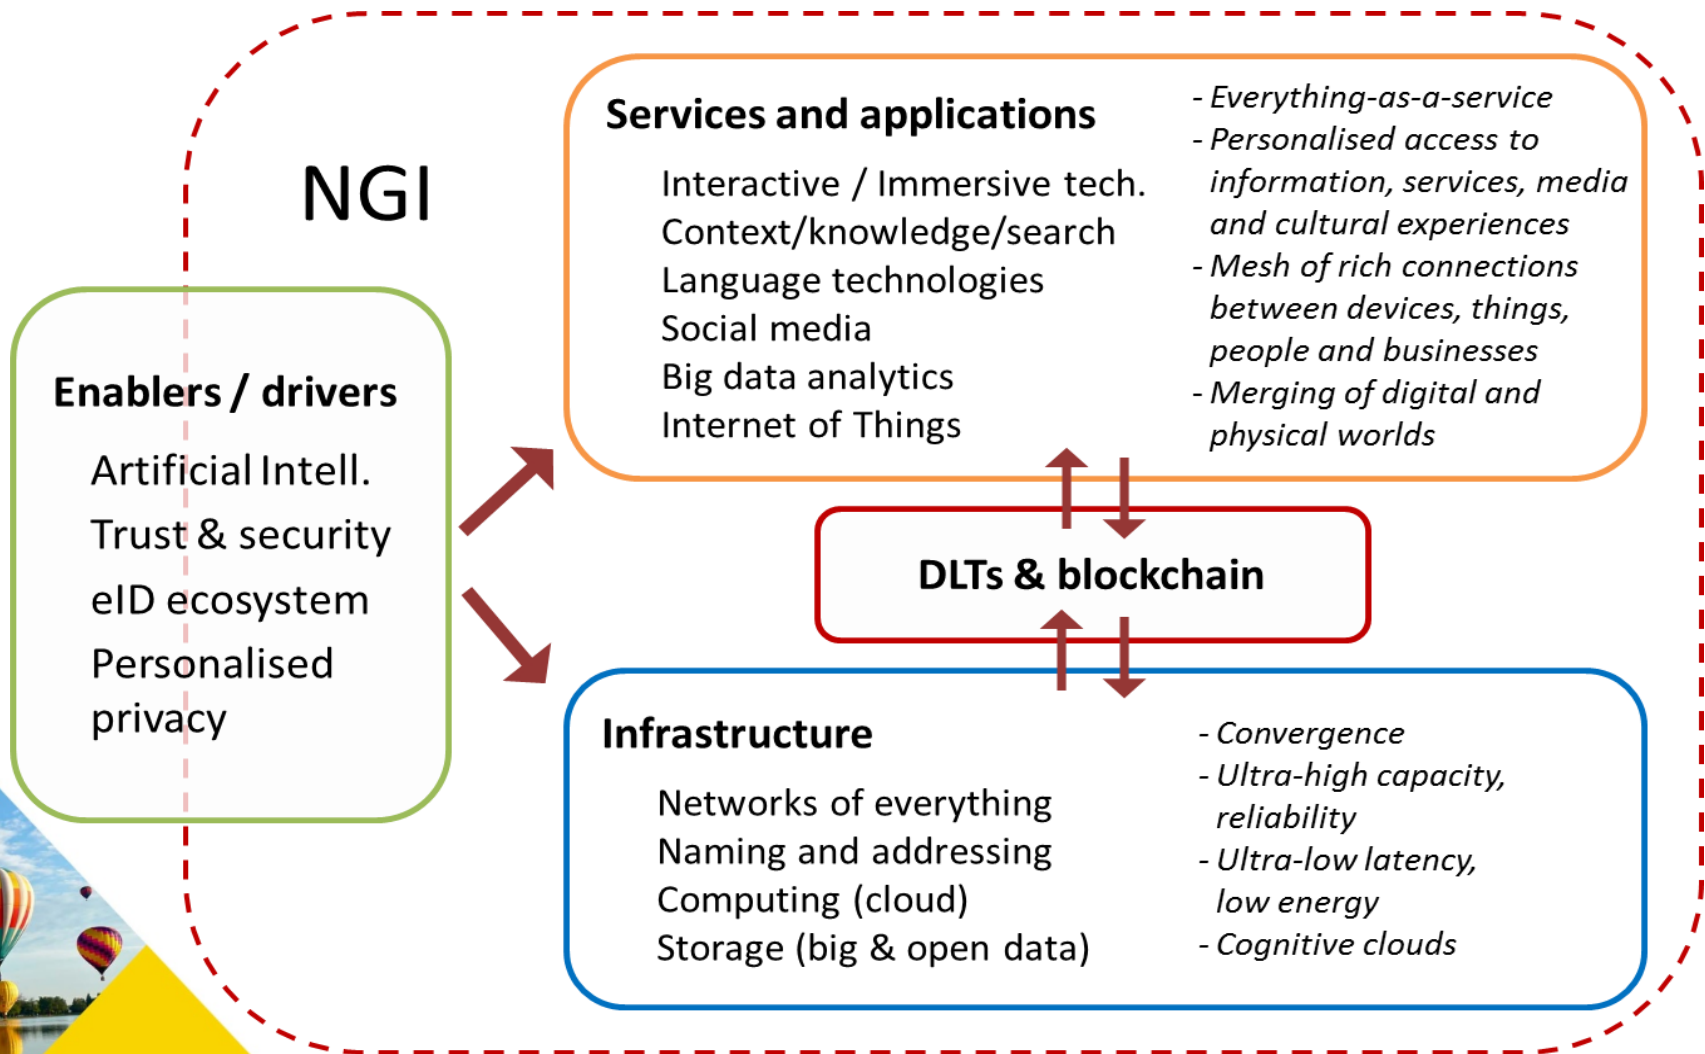 NGI
Enablers / drivers
Artificial Intell.
Trust & security
eID ecosystem
Personalised
privacy
Services and applications
Interactive / Immersive tech.
Context/knowledge/search
Language technologies
Social media
Big data analytics
Internet of Things
- Everything-as-a-service
- Personalised access to
information, services, media
and cultural experiences
- Mesh of rich connections
between devices, things,
people and businesses
- Merging of digital and
physical worlds
DLTs & blockchain
Infrastructure
Networks of everything
Naming and addressing
Computing (cloud)
Storage (big & open data)
- Convergence
- Ultra-high capacity,
reliability
- Ultra-low latency,
low energy
- Cognitive clouds